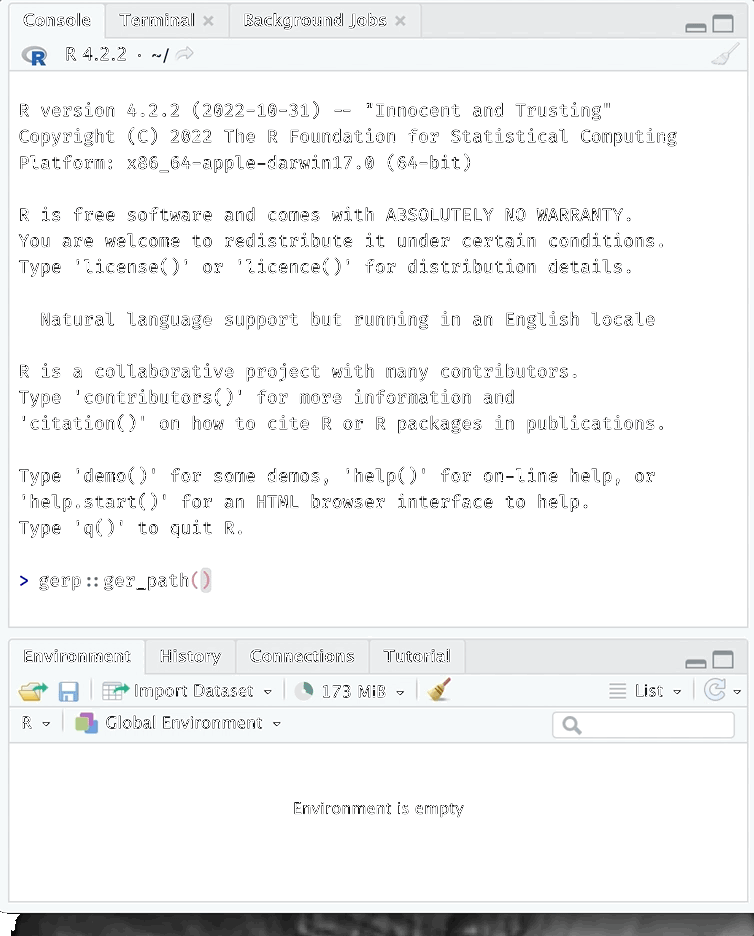 Console Terminal Background Jobs
R 4.2.2 · ~/
R version 4.2.2 (2022-10-31) -- "Innocent and Trusting"
Copyright (C) 2022 The R Foundation for Statistical Computing
Platform: x86_64-apple-darwin17.0 (64-bit)
R is free software and comes with ABSOLUTELY NO WARRANTY.
You are welcome to redistribute it under certain conditions.
Type 'license()' or 'licence()' for distribution details.
Natural language support but running in an English locale
R is a collaborative project with many contributors.
Type 'contributors()' for more information and
'citation()' on how to cite R or R packages in publications.
Type 'demo()' for some demos, 'help()' for on-line help, or
'help.start()' for an HTML browser interface to help.
Type 'q()' to quit R.
> gerp::ger_path()
Environment History Connections Tutorial
Import Dataset 173 MiB List
R Global Environment
Environment is empty